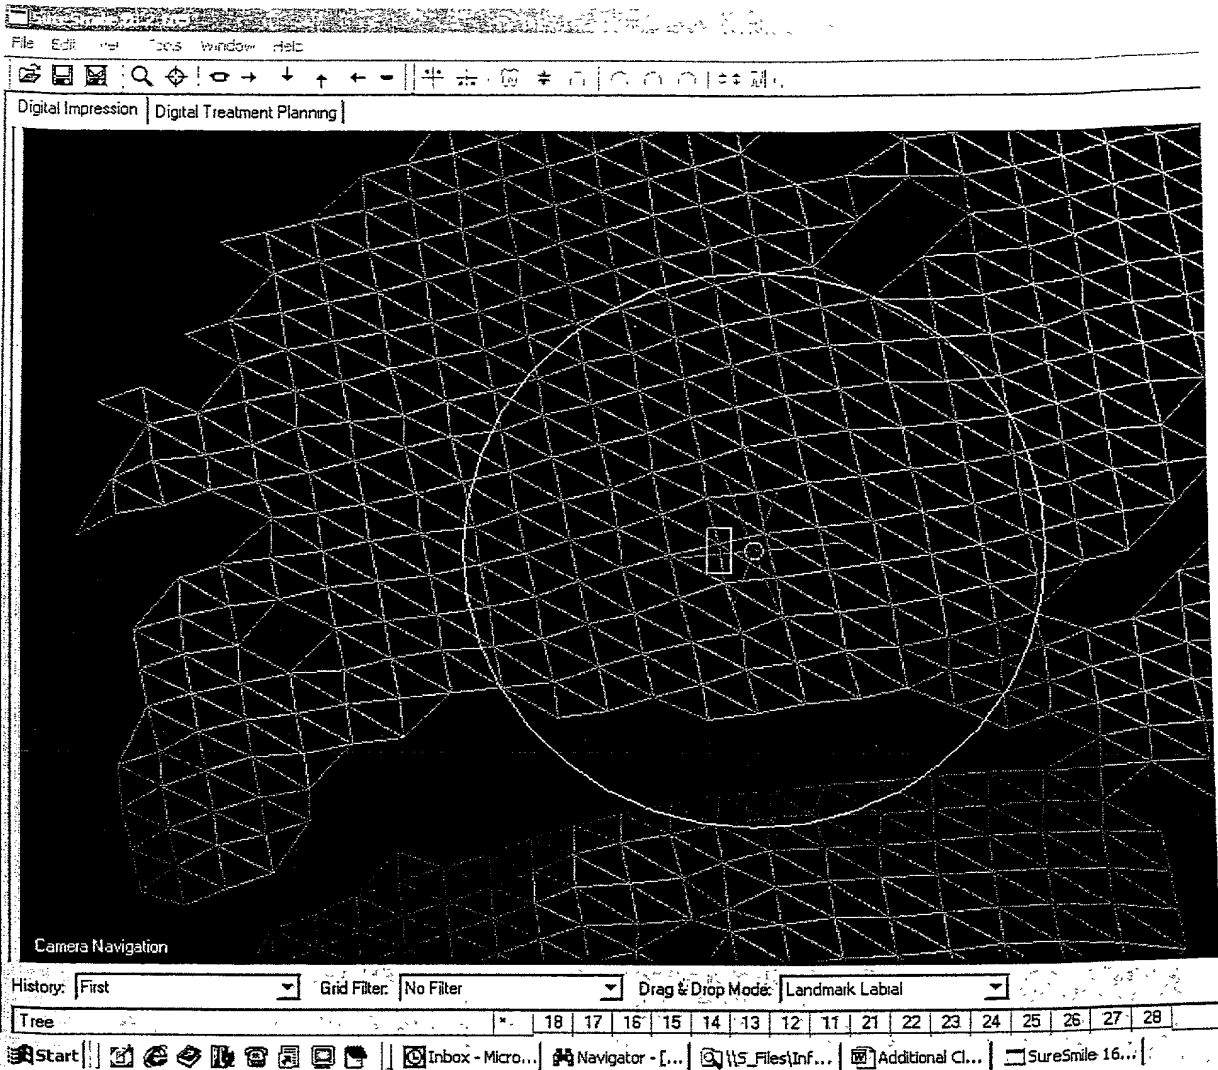 File Edit Window Help
Digital Impression Digital Treatment Planning
Camera Navigation
History: First Grid Filter: No Filter Drag & Drop Mode: Landmark Labial
Tree 18 17 16 15 14 13 12 11 21 22 23 24 25 26 27 28
Start Inbox - Micro... Navigator - [... \\S_Files\Inf... Additional Cl... SureSmile 16...